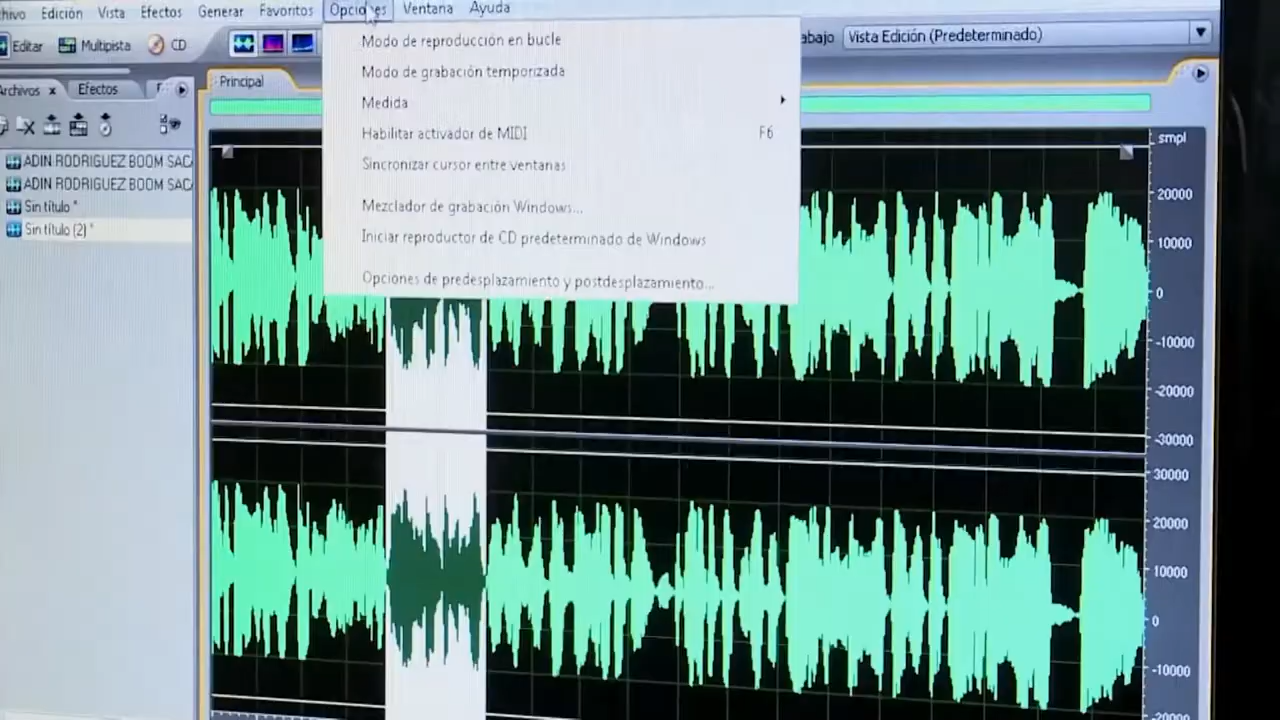 hivo Edición Vista Efectos Generar Favoritos Opciones Ventana Ayuda
Editar Multipista CD
abajo Vista Edición (Predeterminado)
Archivos x Efectos
Principal
Modo de reproducción en bucle
Modo de grabación temporizada
Medida
Habilitar activador de MIDI F6
Sincronizar cursor entre ventanas
Mezclador de grabación Windows...
Iniciar reproductor de CD predeterminado de Windows
Opciones de predesplazamiento y postdesplazamiento...
ADIN RODRIGUEZ BOOM SAC
ADIN RODRIGUEZ BOOM SAC
Sin título *
Sin título (2) *
smpl
20000
10000
0
-10000
-20000
-30000
30000
20000
10000
0
-10000
-20000